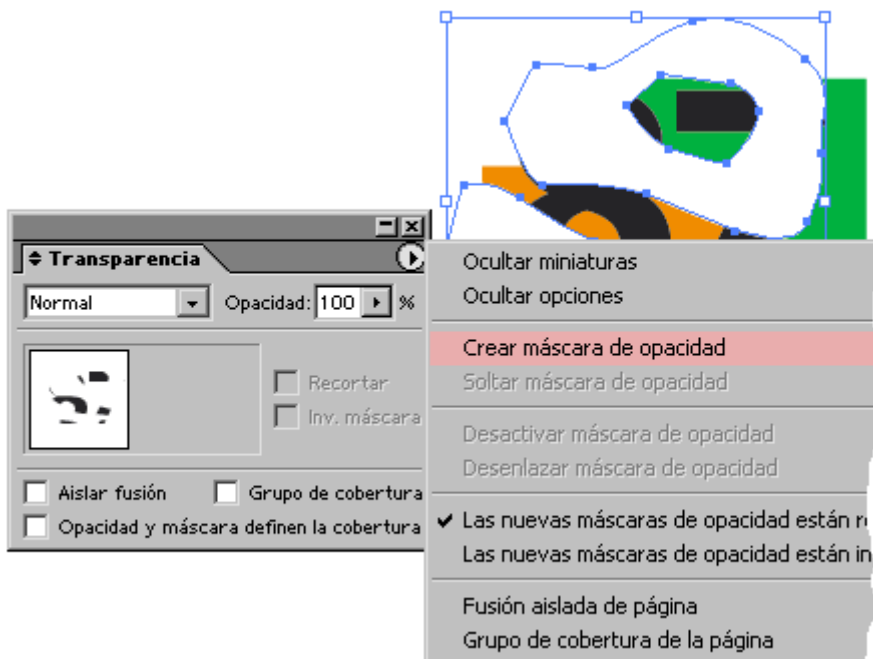 Transparencia
Normal
Opacidad: 100 %
Recortar
Inv. máscara
Aislar fusión
Grupo de cobertura
Opacidad y máscara definen la cobertura
Ocultar miniaturas
Ocultar opciones
Crear máscara de opacidad
Soltar máscara de opacidad
Desactivar máscara de opacidad
Desenlazar máscara de opacidad
Las nuevas máscaras de opacidad están
Las nuevas máscaras de opacidad están in
Fusión aislada de página
Grupo de cobertura de la página